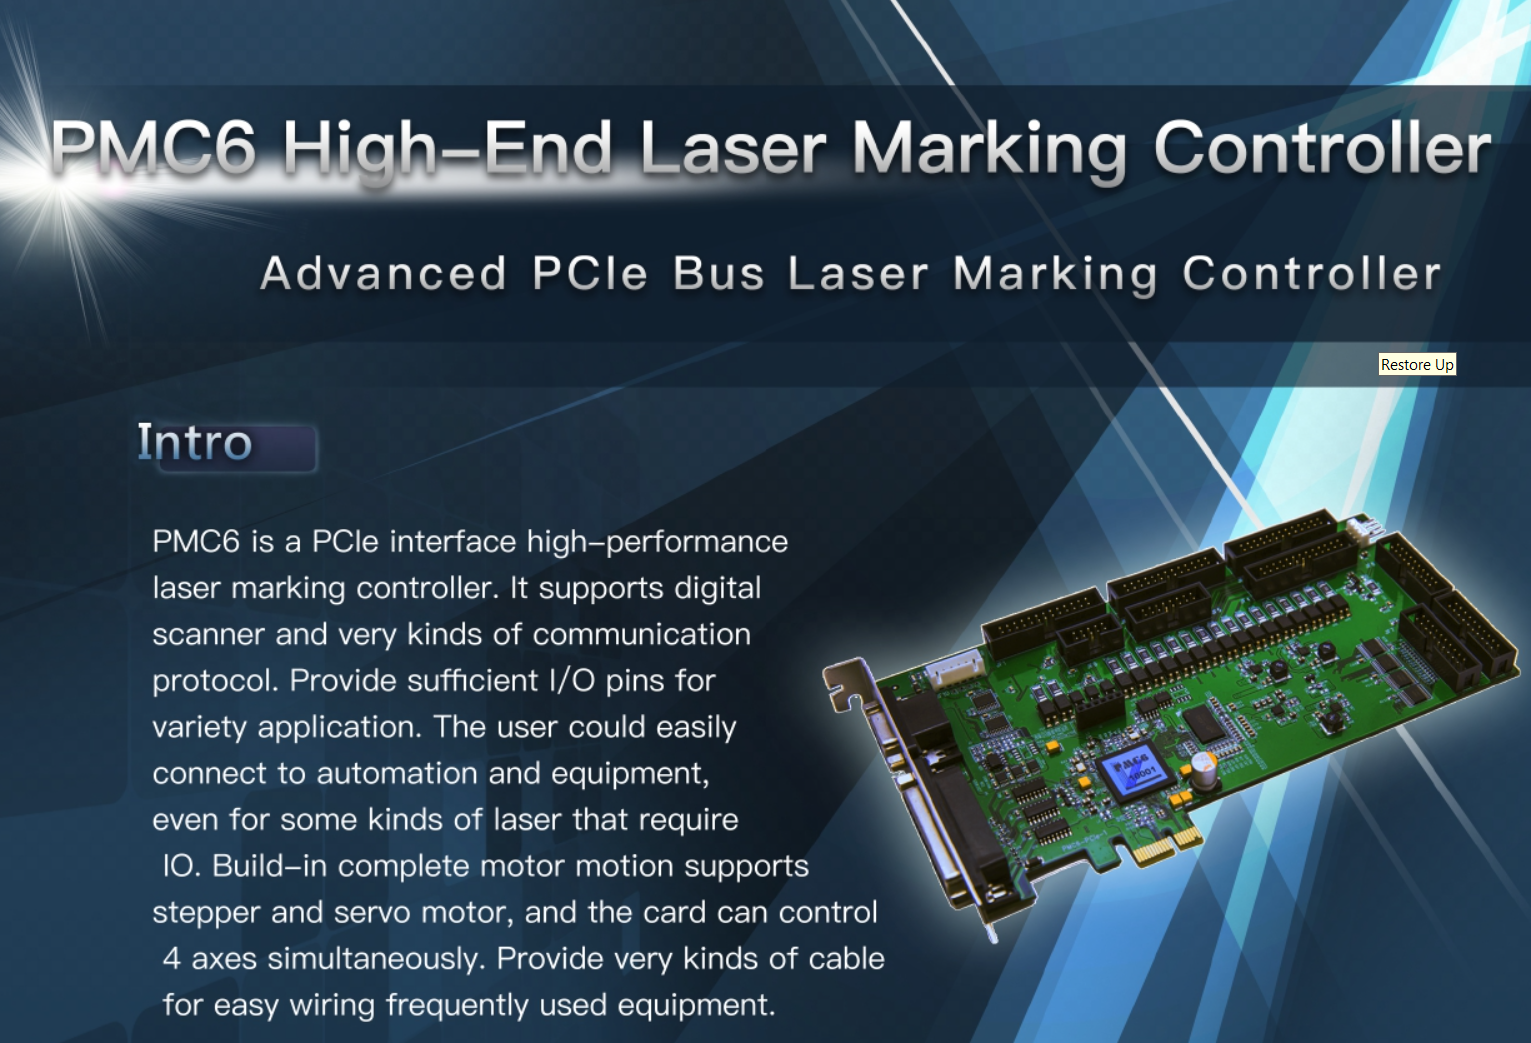 PMC6 High-End Laser Marking Controller
Advanced PCIe Bus Laser Marking Controller
Restore Up
Intro
PMC6 is a PCIe interface high-performance
laser marking controller. It supports digital
scanner and very kinds of communication
protocol. Provide sufficient I/O pins for
variety application. The user could easily
connect to automation and equipment,
even for some kinds of laser that require
IO. Build-in complete motor motion supports
stepper and servo motor, and the card can control
4 axes simultaneously. Provide very kinds of cable
for easy wiring frequently used equipment.
PMC6